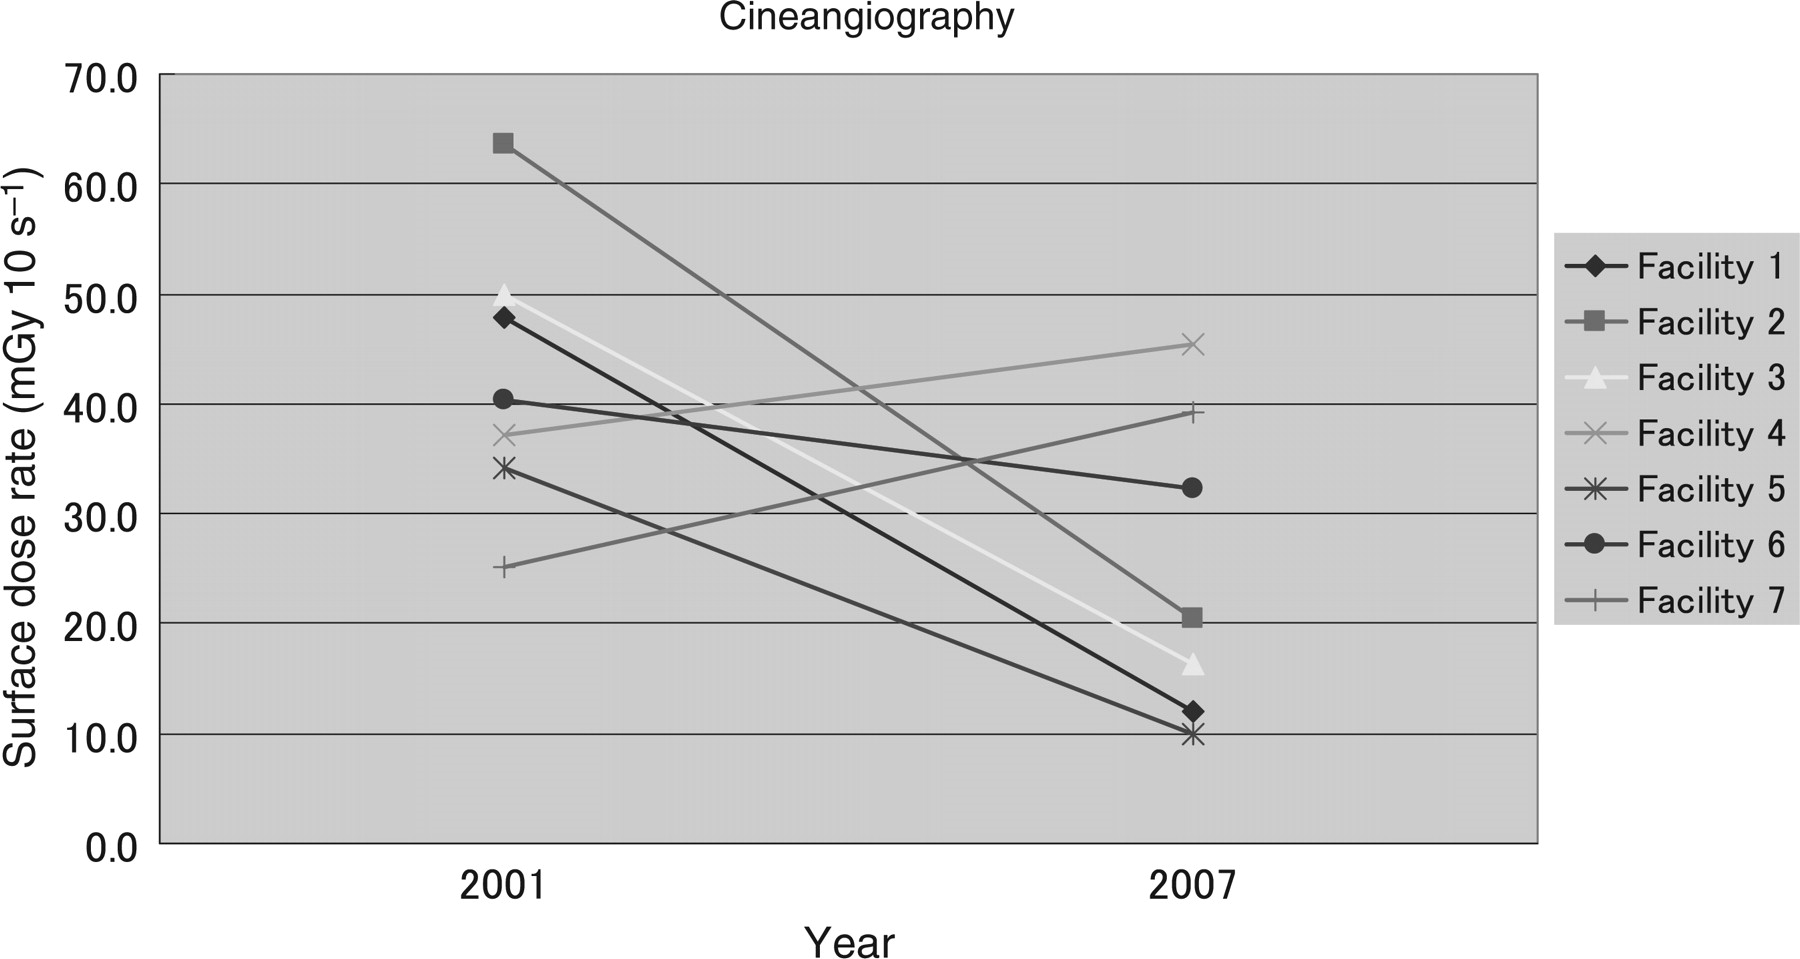 Cineangiography
Surface dose rate (mGy 10 s⁻¹)
70.0
60.0
50.0
40.0
30.0
20.0
10.0
0.0
2001 2007
Year
Facility 1
Facility 2
Facility 3
Facility 4
Facility 5
Facility 6
Facility 7